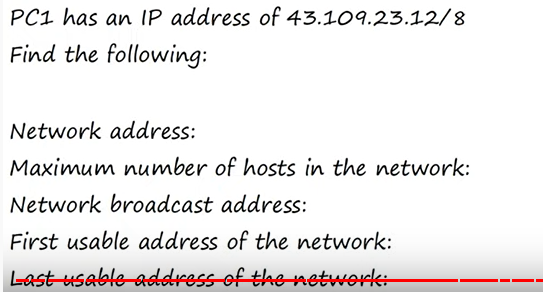 PC1 has an IP address of 43.109.23.12/8
Find the following:
Network address:
Maximum number of hosts in the network:
Network broadcast address:
First usable address of the network:
Last usable address of the network: